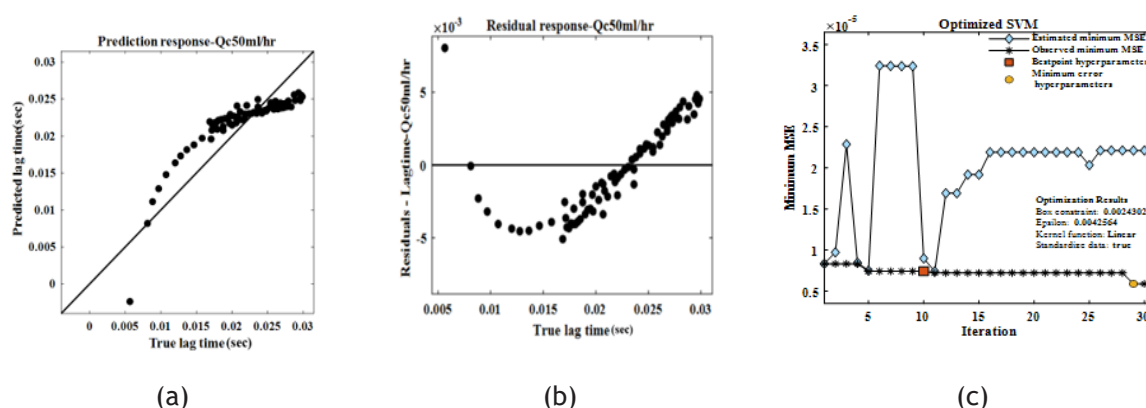 Prediction response-Qc50ml/hr
0.03
0.025
0.02
0.015
0.01
0.005
0
0 0.005 0.01 0.015 0.02 0.025 0.03
Predicted lag time(sec)
True lag time(sec)
(a)
×10⁻³ Residual response-Qc50ml/hr
5
0
-5
0.005 0.01 0.015 0.02 0.025 0.03
Residuals - Lagtime-Qc50ml/hr
True lag time (sec)
(b)
Optimized SVM
×10⁻⁵
Estimated minimum MSE
Observed minimum MSE
Bestpoint hyperparameter
Minimum error
hyperparameters
3.5
3
2.5
2
1.5
1
0.5
5 10 15 20 25 30
Minimum MSE
Iteration
Optimization Results
Box constraint: 0.0024302
Epsilon: 0.0042564
Kernel function: Linear
Standardise data: true
(c)